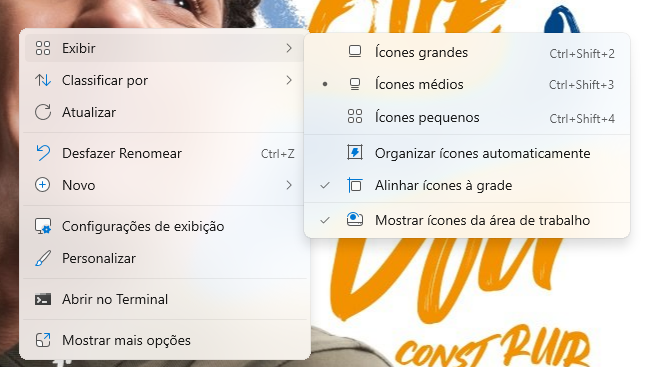 Exibir
Classificar por
Atualizar
Desfazer Renomear Ctrl+Z
Novo
Configurações de exibição
Personalizar
Abrir no Terminal
Mostrar mais opções
Ícones grandes Ctrl+Shift+2
Ícones médios Ctrl+Shift+3
Ícones pequenos Ctrl+Shift+4
Organizar ícones automaticamente
Alinhar ícones à grade
Mostrar ícones da área de trabalho
CONSTRUIR